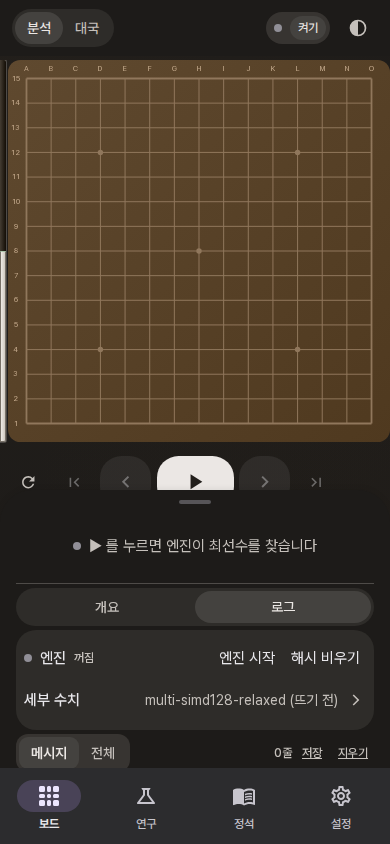 분석 대국 켜기
A B C D E F G H I J K L M N O
15
14
13
12
11
10
9
8
7
6
5
4
3
2
1
▶ 를 누르면 엔진이 최선수를 찾습니다
개요 로그
엔진 꺼짐 엔진 시작 해시 비우기
세부 수치 multi-simd128-relaxed (뜨기 전)
메시지 전체 0줄 저장 지우기
보드 연구 정석 설정